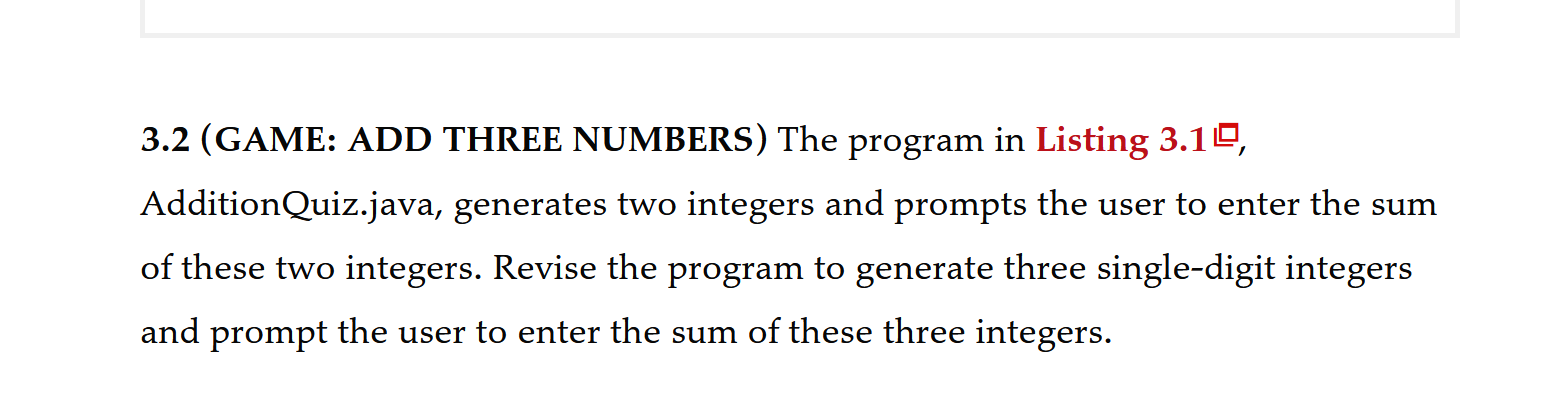 3.2 (GAME: ADD THREE NUMBERS) The program in Listing 3.1,
AdditionQuiz.java, generates two integers and prompts the user to enter the sum
of these two integers. Revise the program to generate three single-digit integers
and prompt the user to enter the sum of these three integers.